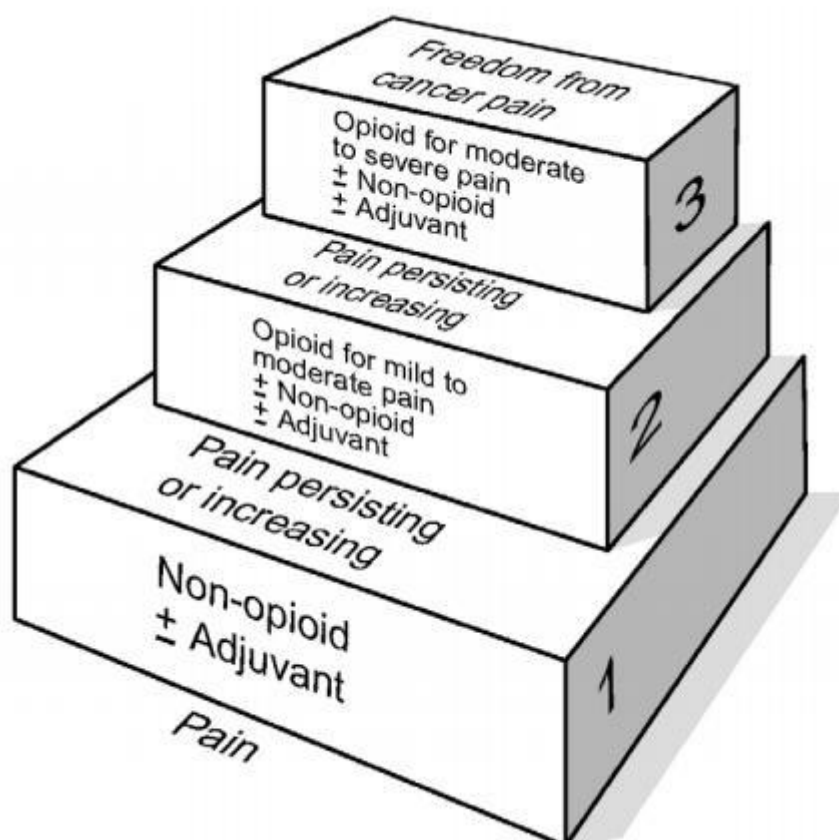 Freedom from
cancer pain
Opioid for moderate
to severe pain
± Non-opioid
± Adjuvant
3
Pain persisting
or increasing
Opioid for mild to
moderate pain
± Non-opioid
± Adjuvant
2
Pain persisting
or increasing
Non-opioid
± Adjuvant
1
Pain